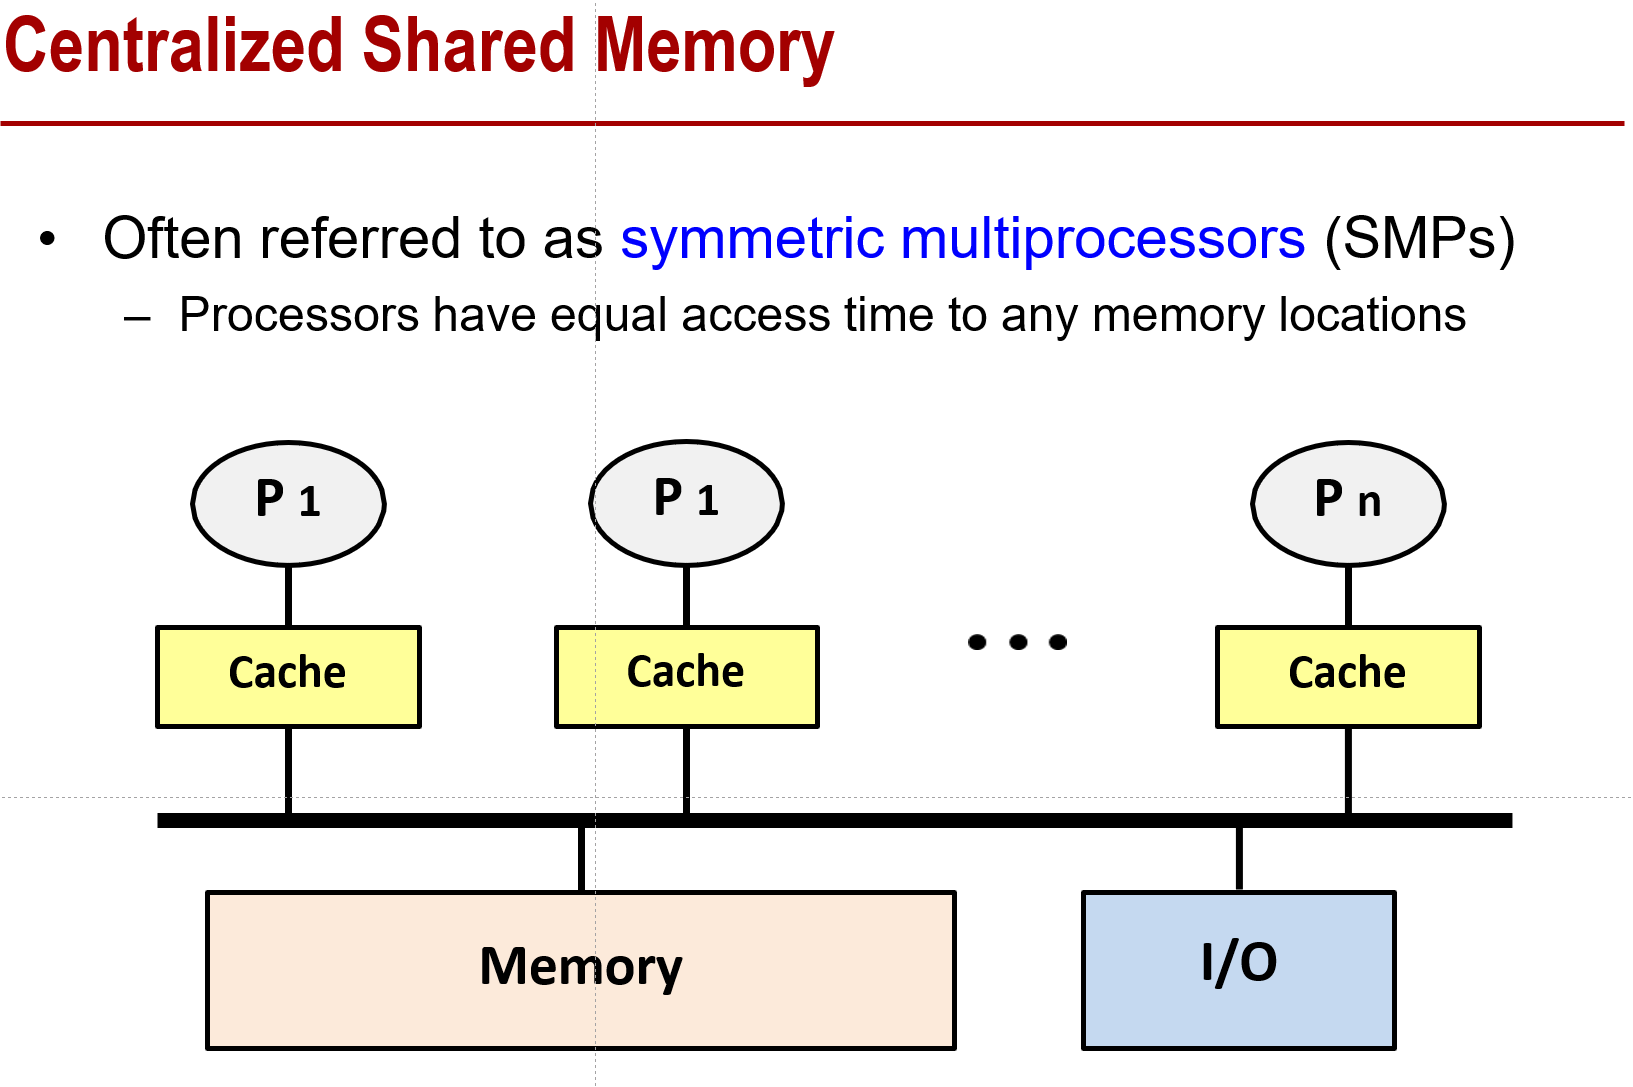 Centralized Shared Memory
• Often referred to as symmetric multiprocessors (SMPs)
– Processors have equal access time to any memory locations
P 1
P 1
P n
Cache
Cache
Cache
Memory
I/O